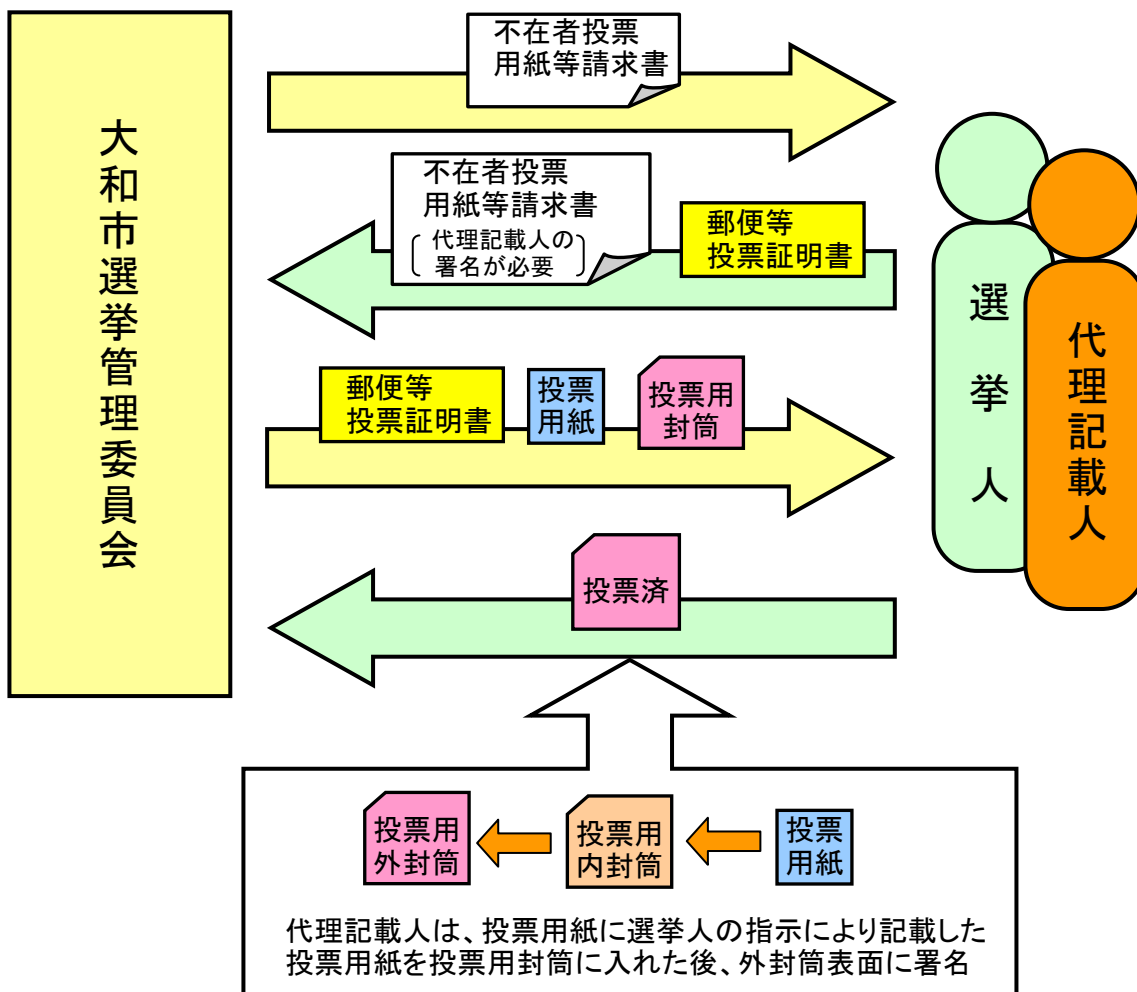 大和市選挙管理委員会
不在者投票
用紙等請求書
不在者投票
用紙等請求書
代理記載人の
署名が必要
郵便等
投票証明書
選挙人
代理記載人
郵便等
投票証明書
投票
用紙
投票用
封筒
投票済
投票用
外封筒
投票用
内封筒
投票
用紙
代理記載人は、投票用紙に選挙人の指示により記載した
投票用紙を投票用封筒に入れた後、外封筒表面に署名